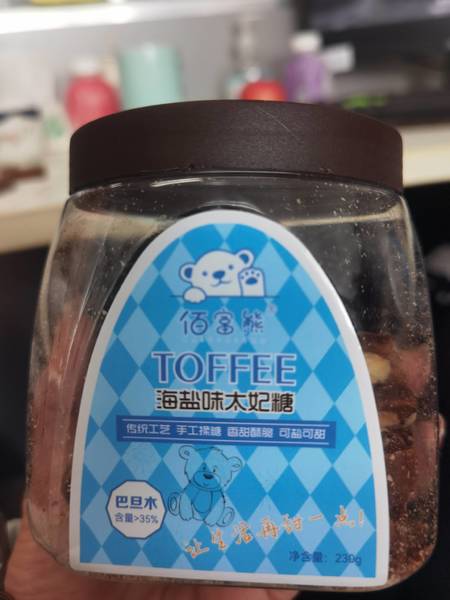 佰富熊
TOFFEE
海盐味太妃糖
传统工艺 手工揉糖 香甜酥脆 可盐可甜
巴旦木
含量>35%
让生活再甜一点!
净含量: 230g